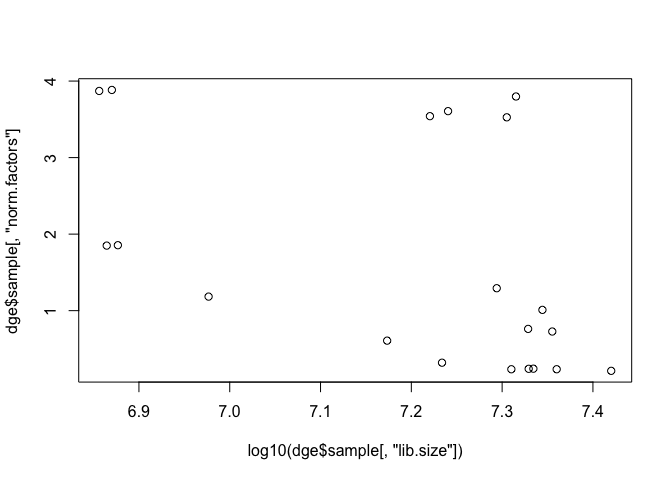 4
3
2
1
dge$sample[, "norm.factors"]
6.9 7.0 7.1 7.2 7.3 7.4
log10(dge$sample[, "lib.size"])